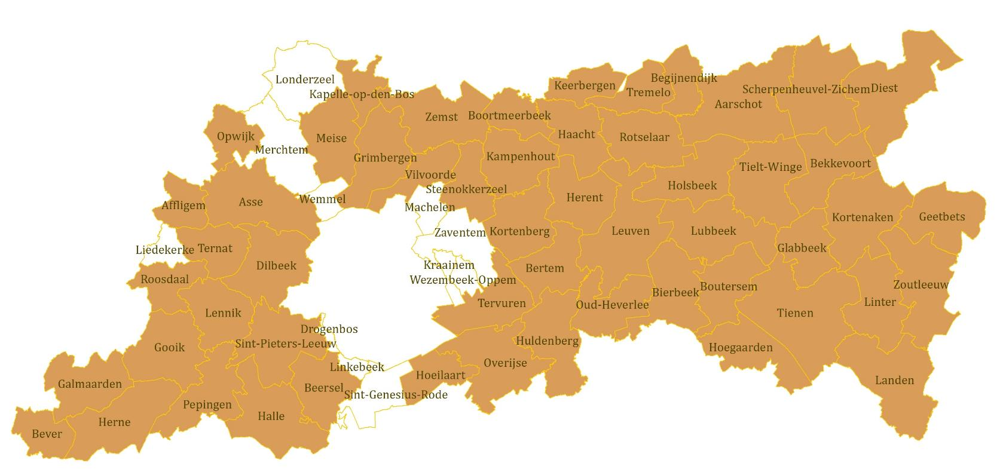 Londerzeel
Kapelle-op-den-Bos
Keerbergen
Begijnendijk
Tremelo
Scherpenheuvel-Zichem
Diest
Aarschot
Zemst
Boortmeerbeek
Opwijk
Meise
Haacht
Rotselaar
Merchtem
Grimbergen
Kampenhout
Tielt-Winge
Bekkevoort
Vilvoorde
Steenokkerzeel
Holsbeek
Affligem
Asse
Wemmel
Machelen
Herent
Kortenaken
Geetbets
Zaventem
Kortenberg
Leuven
Lubbeek
Liedekerke
Ternat
Glabbeek
Dilbeek
Kraainem
Bertem
Roosdaal
Wezembeek-Oppem
Zoutleeuw
Bierbeek
Boutersem
Tervuren
Oud-Heverlee
Linter
Lennik
Tienen
Drogenbos
Gooik
Sint-Pieters-Leeuw
Huldenberg
Hoegaarden
Linkebeek
Overijse
Galmaarden
Hoeilaart
Landen
Beersel
Sint-Genesius-Rode
Pepingen
Halle
Herne
Bever